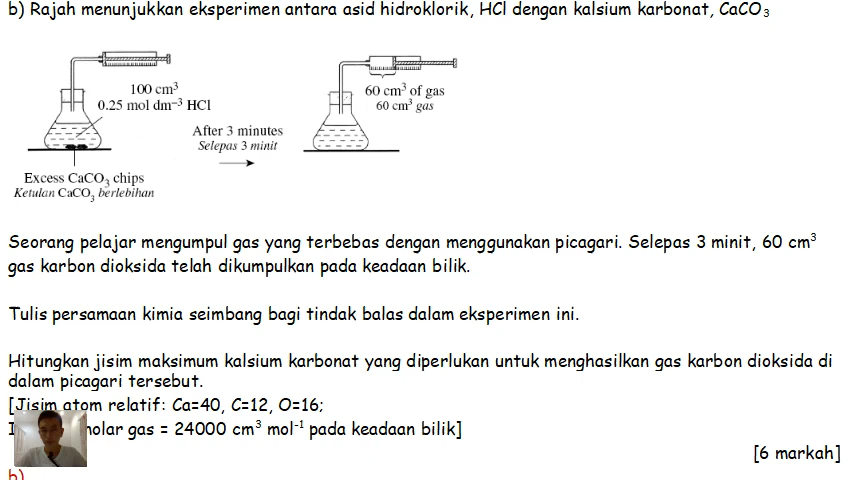 b) Rajah menunjukkan eksperimen antara asid hidroklorik, HCl dengan kalsium karbonat, CaCO₃
100 cm³
0.25 mol dm⁻³ HCl
60 cm³ of gas
60 cm³ gas
After 3 minutes
Selepas 3 minit
Excess CaCO₃ chips
Ketulan CaCO₃ berlebihan
Seorang pelajar mengumpul gas yang terbebas dengan menggunakan picagari. Selepas 3 minit, 60 cm³
gas karbon dioksida telah dikumpulkan pada keadaan bilik.
Tulis persamaan kimia seimbang bagi tindak balas dalam eksperimen ini.
Hitungkan jisim maksimum kalsium karbonat yang diperlukan untuk menghasilkan gas karbon dioksida di
dalam picagari tersebut.
[Jisim atom relatif: Ca=40, C=12, O=16;
molar gas = 24000 cm³ mol⁻¹ pada keadaan bilik]
[6 markah]
b)